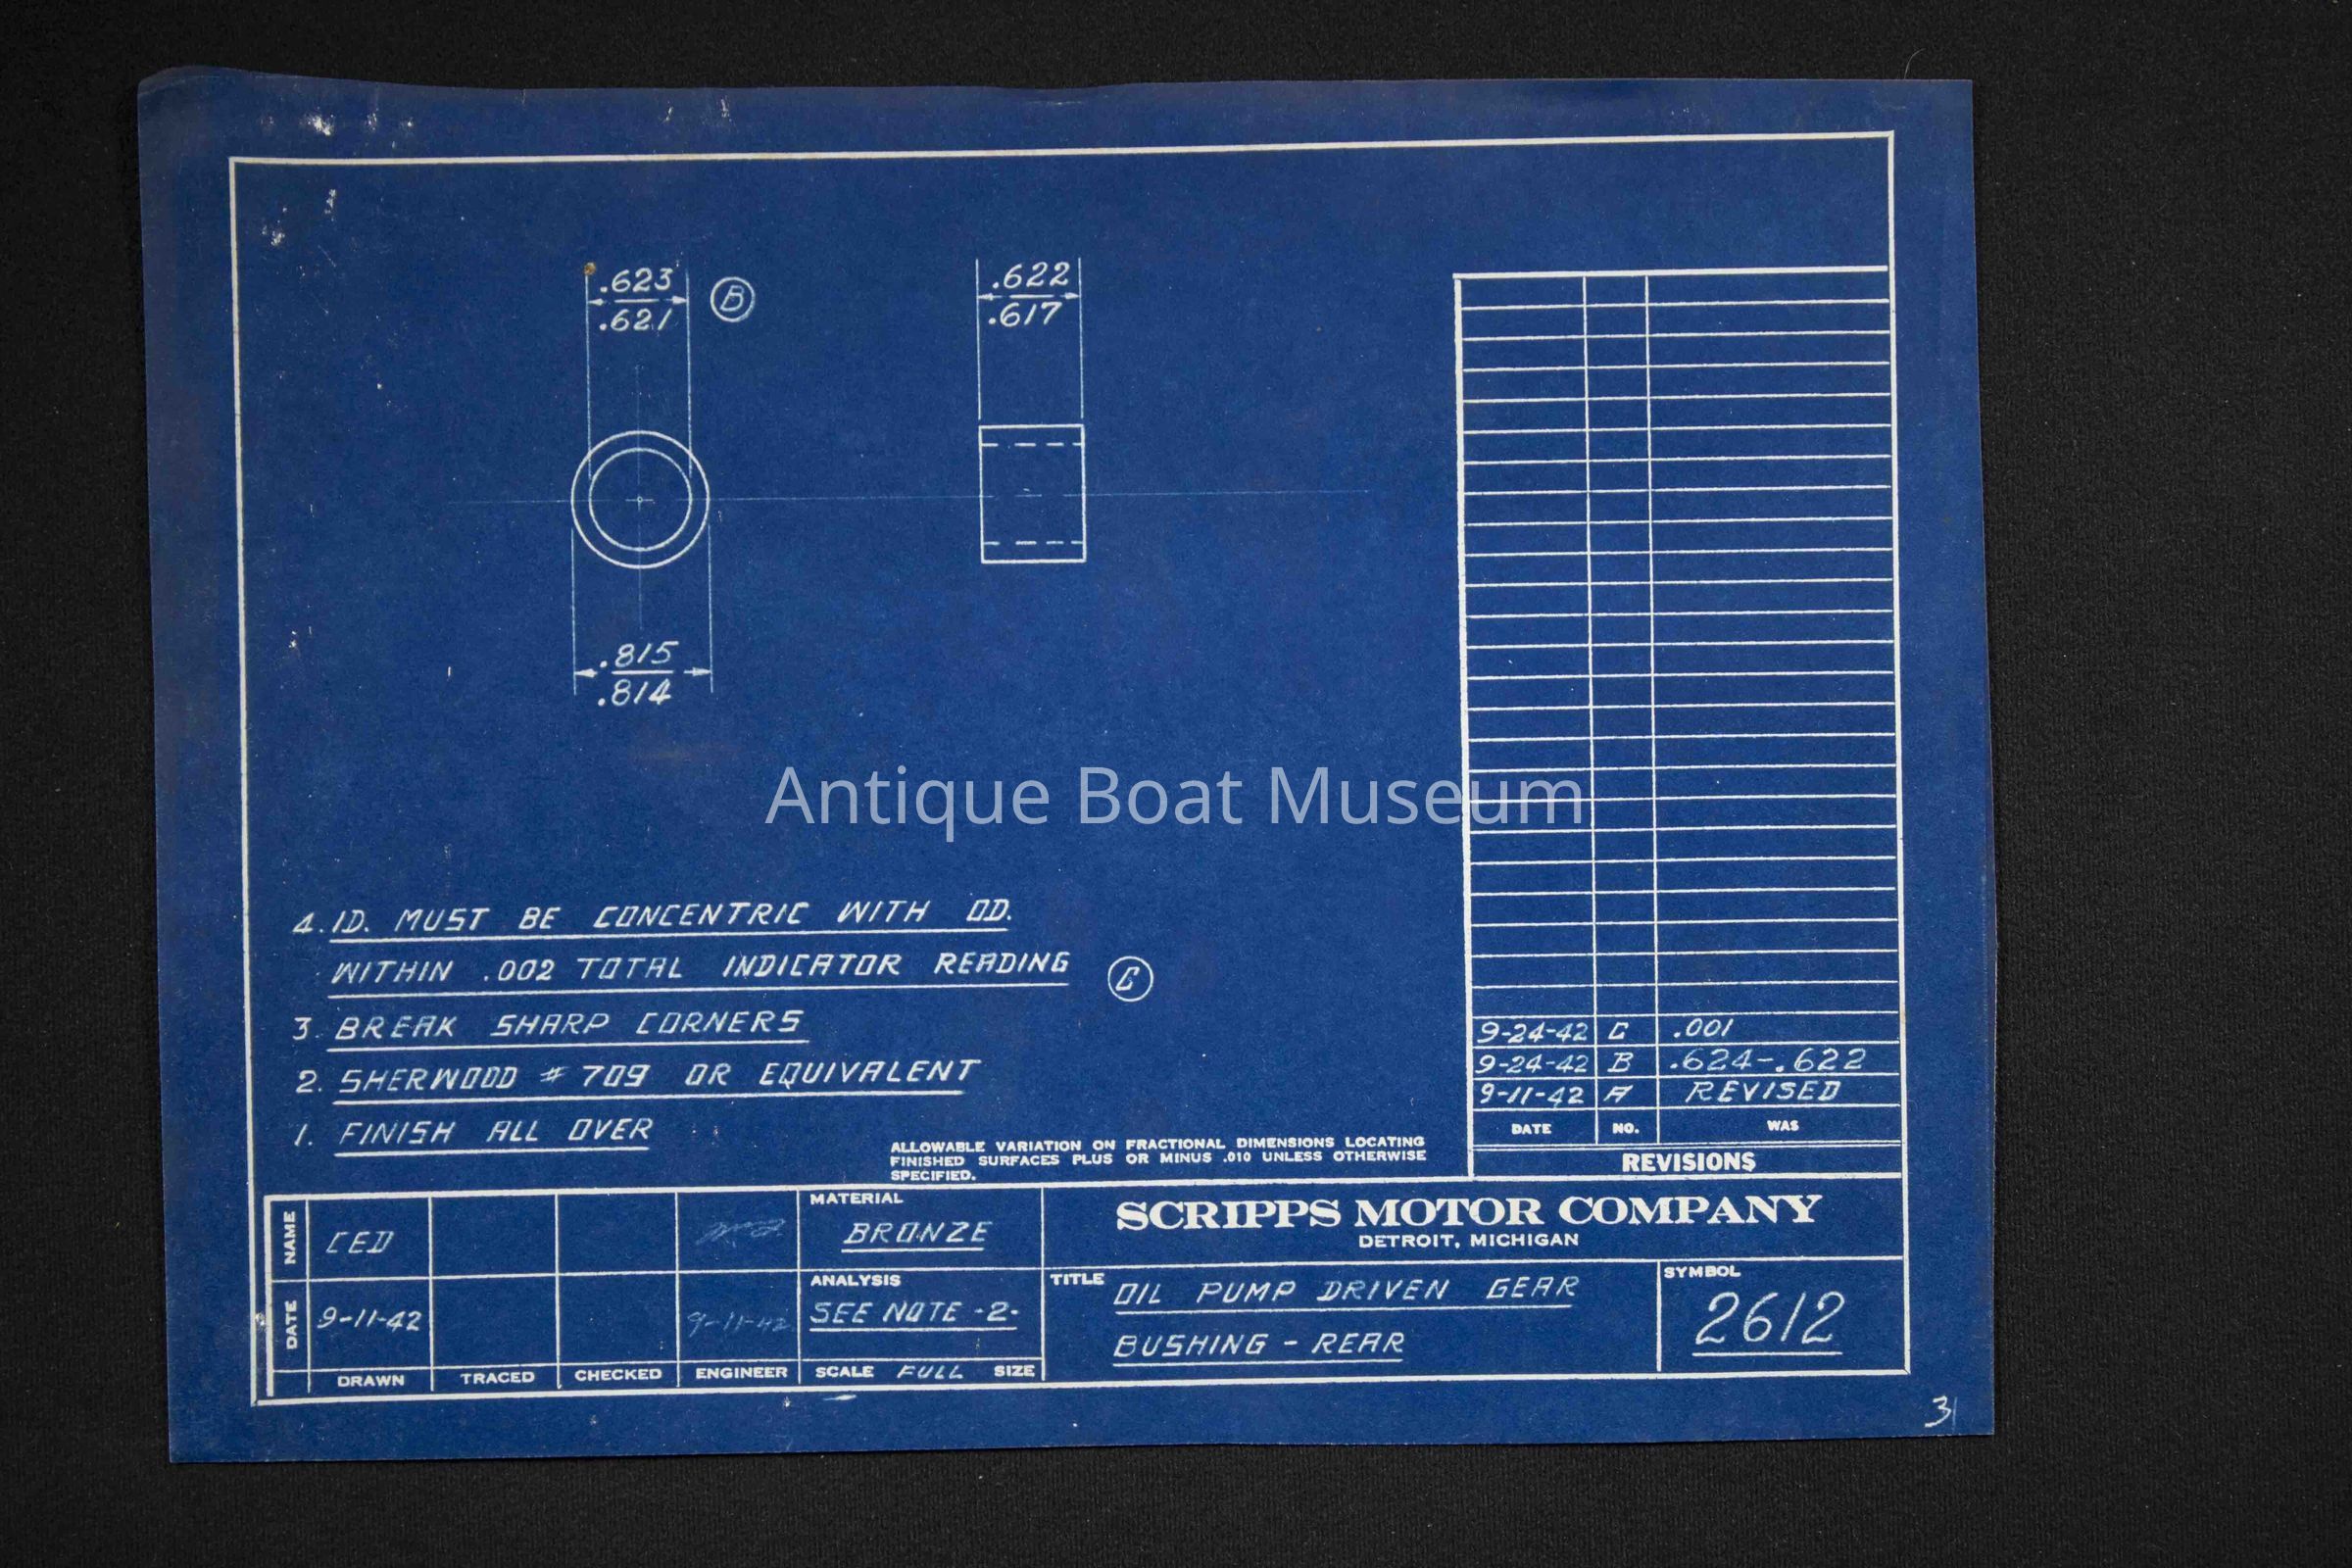 .623
.621
B
.622
.617
.815
.814
Antique Boat Museum
4. ID. MUST BE CONCENTRIC WITH OD.
WITHIN .002 TOTAL INDICATOR READING
C
3. BREAK SHARP CORNERS
2. SHERWOOD #709 OR EQUIVALENT
1. FINISH ALL OVER
ALLOWABLE VARIATION ON FRACTIONAL DIMENSIONS LOCATING
FINISHED SURFACES PLUS OR MINUS .010 UNLESS OTHERWISE
SPECIFIED.
9-24-42 C .001
9-24-42 B .624-.622
9-11-42 A REVISED
DATE NO. WAS
REVISIONS
NAME CED
DATE 9-11-42 9-11-42
DRAWN TRACED CHECKED ENGINEER
MATERIAL
BRONZE
ANALYSIS
SEE NOTE -2-
SCALE FULL SIZE
SCRIPPS MOTOR COMPANY
DETROIT, MICHIGAN
TITLE OIL PUMP DRIVEN GEAR
BUSHING - REAR
SYMBOL
2612
31